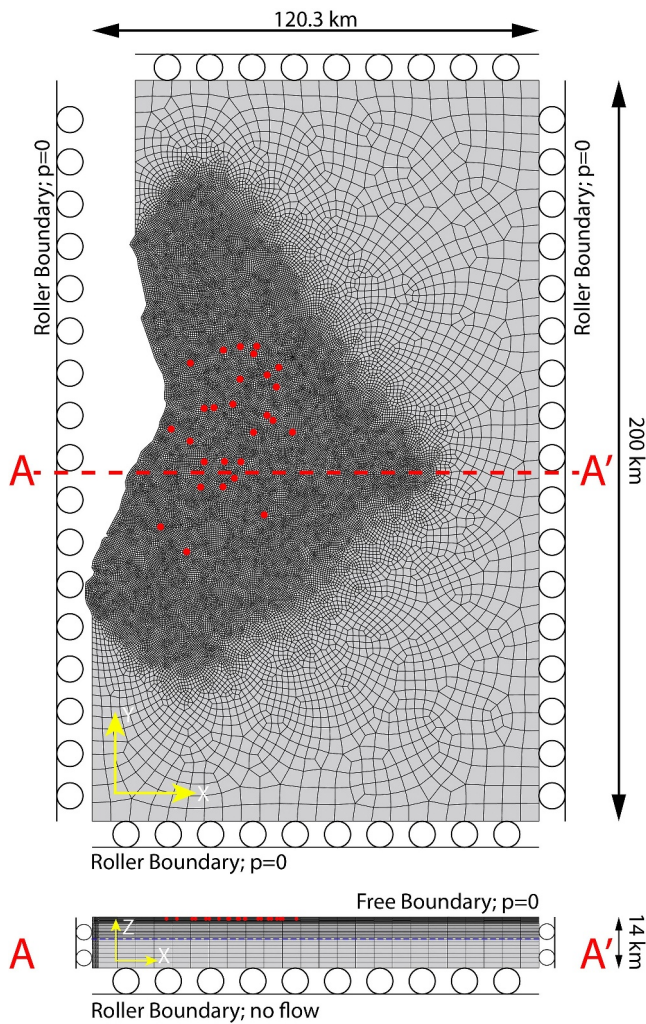 120.3 km
Roller Boundary; p=0
Roller Boundary; p=0
200 km
A
A’
Y
X
Roller Boundary; p=0
Free Boundary; p=0
A
Z
X
A’
14 km
Roller Boundary; no flow